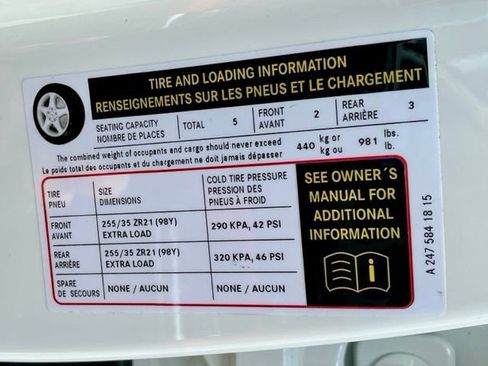 TIRE AND LOADING INFORMATION
RENSEIGNEMENTS SUR LES PNEUS ET LE CHARGEMENT
SEATING CAPACITY
NOMBRE DE PLACES
TOTAL 5
FRONT
AVANT
2
REAR
ARRIÈRE
3
The combined weight of occupants and cargo should never exceed
Le poids total des occupants et du chargement ne doit jamais dépasser
440 kg or
kg ou
981 lbs.
lb.
TIRE
PNEU
SIZE
DIMENSIONS
COLD TIRE PRESSURE
PRESSION DES
PNEUS À FROID
FRONT
AVANT
255/35 ZR21 (98Y)
EXTRA LOAD
290 KPA, 42 PSI
REAR
ARRIÈRE
255/35 ZR21 (98Y)
EXTRA LOAD
320 KPA, 46 PSI
SPARE
DE SECOURS
NONE / AUCUN
NONE / AUCUN
SEE OWNER´S
MANUAL FOR
ADDITIONAL
INFORMATION
A 247 584 18 15